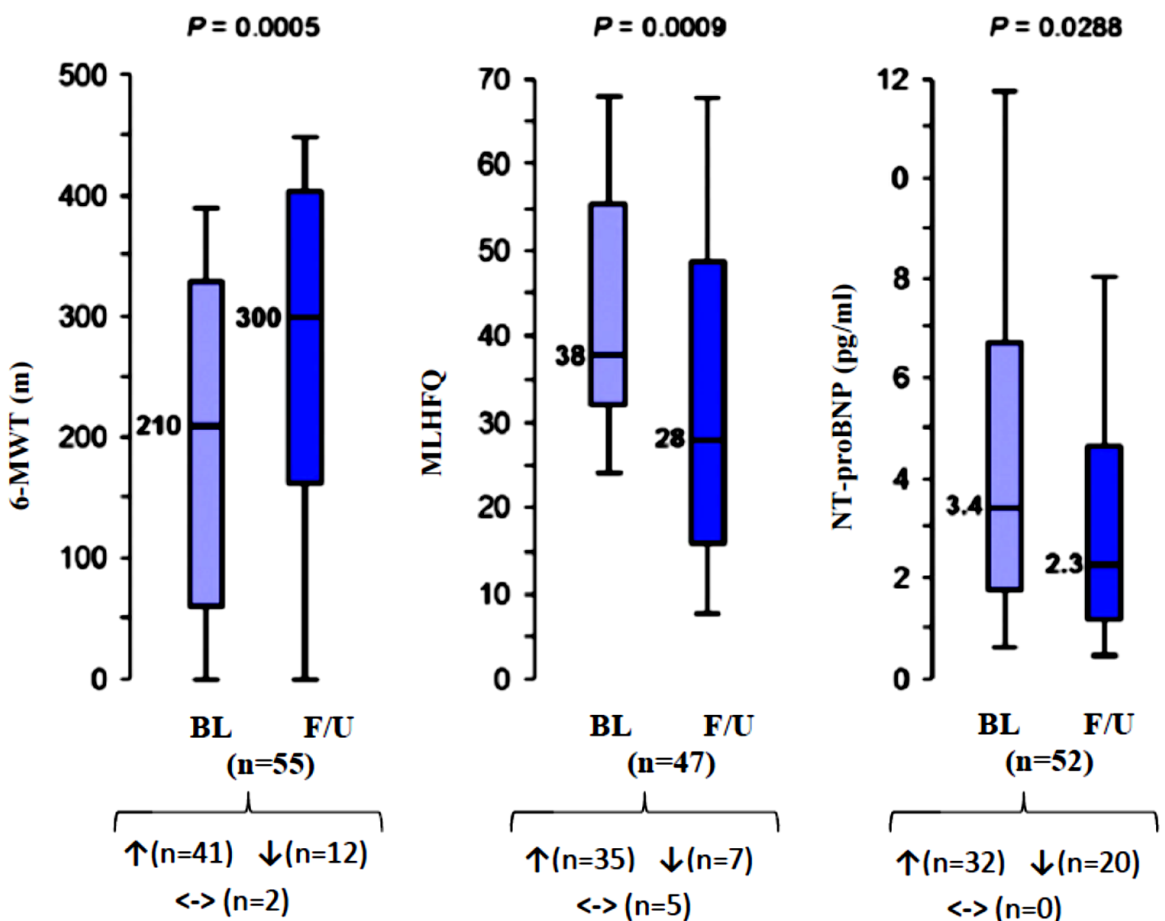 P = 0.0005
500
400
300
200
100
0
6-MWT (m)
210
300
BL F/U
(n=55)
↑(n=41) ↓(n=12)
<-> (n=2)
P = 0.0009
70
60
50
40
30
20
10
0
MLHFQ
38
28
BL F/U
(n=47)
↑(n=35) ↓(n=7)
<-> (n=5)
P = 0.0288
12
0
8
6
4
2
0
NT-proBNP (pg/ml)
3.4
2.3
BL F/U
(n=52)
↑(n=32) ↓(n=20)
<-> (n=0)